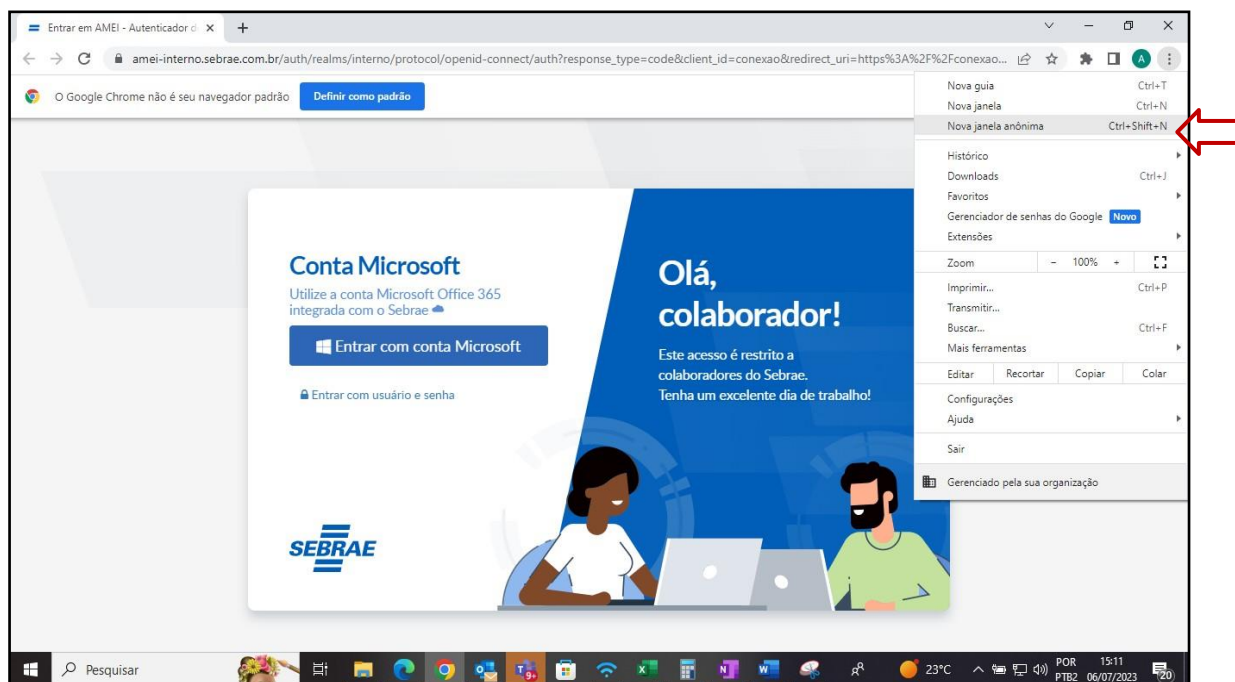 Entrar em AMEI - Autenticador d
amei-interno.sebrae.com.br/auth/realms/interno/protocol/openid-connect/auth?response_type=code&client_id=conexao&redirect_uri=https%3A%2F%2Fconexao...
A
O Google Chrome não é seu navegador padrão
Definir como padrão
Nova guia Ctrl+T
Nova janela Ctrl+N
Nova janela anônima Ctrl+Shift+N
Histórico
Downloads Ctrl+J
Favoritos
Gerenciador de senhas do Google Novo
Extensões
Zoom - 100% +
Imprimir... Ctrl+P
Transmitir...
Buscar... Ctrl+F
Mais ferramentas
Editar Recortar Copiar Colar
Configurações
Ajuda
Sair
Gerenciado pela sua organização
Conta Microsoft
Utilize a conta Microsoft Office 365
integrada com o Sebrae
Entrar com conta Microsoft
Entrar com usuário e senha
SEBRAE
Olá,
colaborador!
Este acesso é restrito a
colaboradores do Sebrae.
Tenha um excelente dia de trabalho!
Pesquisar
9+
23°C
POR
PTB2
15:11
06/07/2023
20